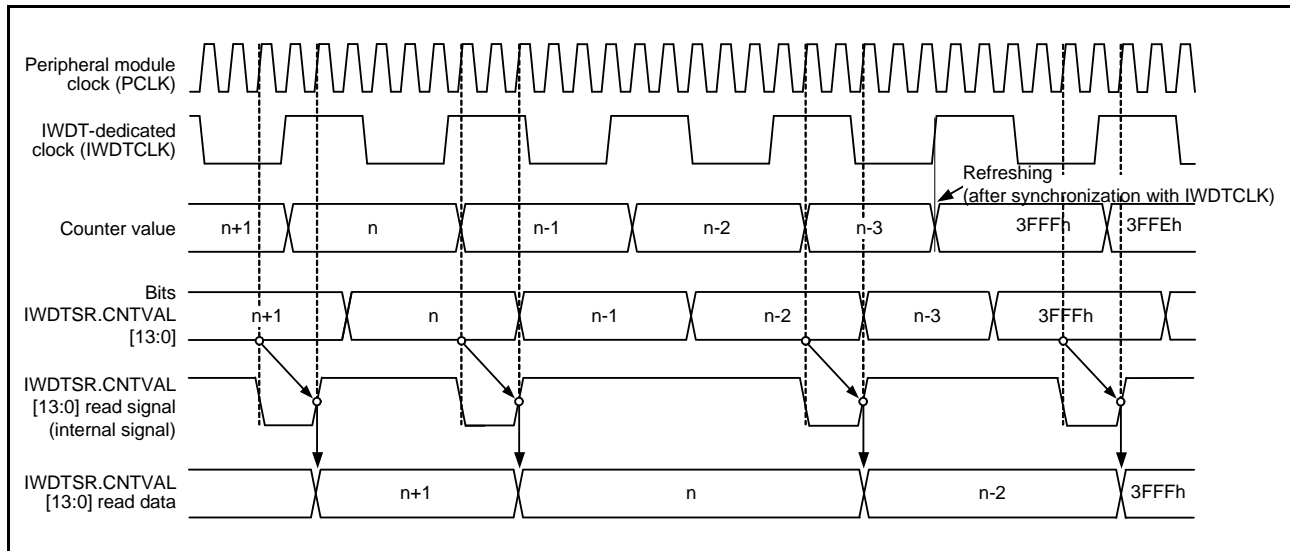 Peripheral module
clock (PCLK)
IWDT-dedicated
clock (IWDTCLK)
Refreshing
(after synchronization with IWDTCLK)
Counter value
n+1 n n-1 n-2 n-3 3FFFh 3FFEh
Bits
IWDTSR.CNTVAL
[13:0]
n+1 n n-1 n-2 n-3 3FFFh
IWDTSR.CNTVAL
[13:0] read signal
(internal signal)
IWDTSR.CNTVAL
[13:0] read data
n+1 n n-2 3FFFh